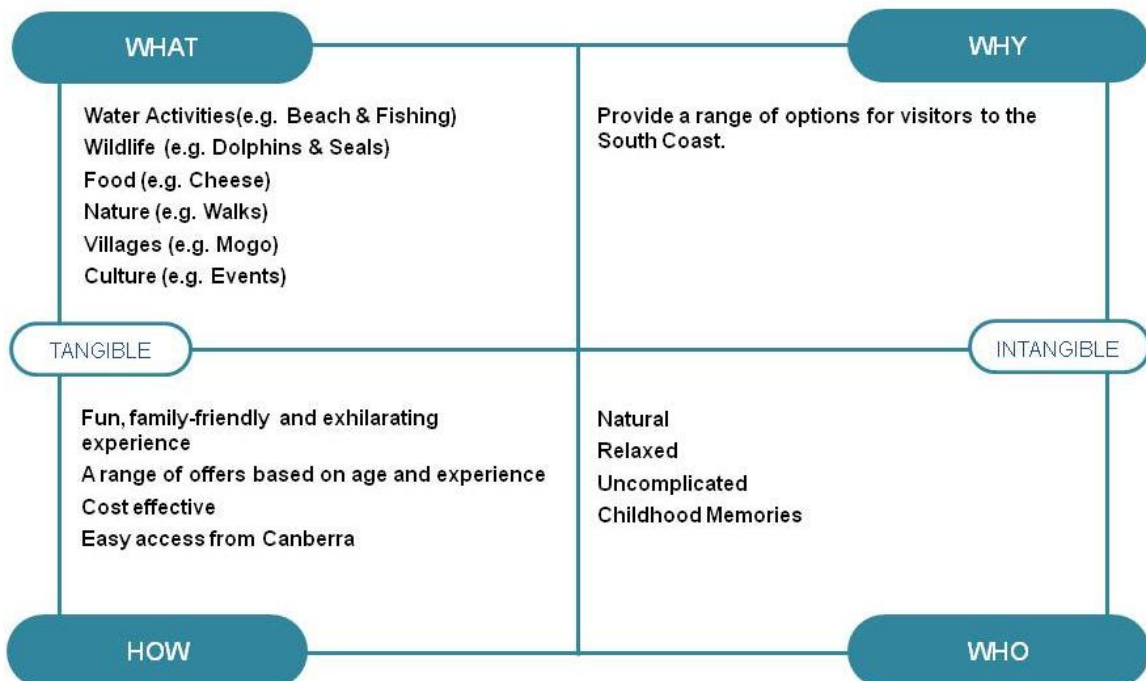 WHAT
WHY
Water Activities(e.g. Beach & Fishing)
Wildlife (e.g. Dolphins & Seals)
Food (e.g. Cheese)
Nature (e.g. Walks)
Villages (e.g. Mogo)
Culture (e.g. Events)
Provide a range of options for visitors to the
South Coast.
TANGIBLE
INTANGIBLE
Fun, family-friendly and exhilarating
experience
A range of offers based on age and experience
Cost effective
Easy access from Canberra
Natural
Relaxed
Uncomplicated
Childhood Memories
HOW
WHO